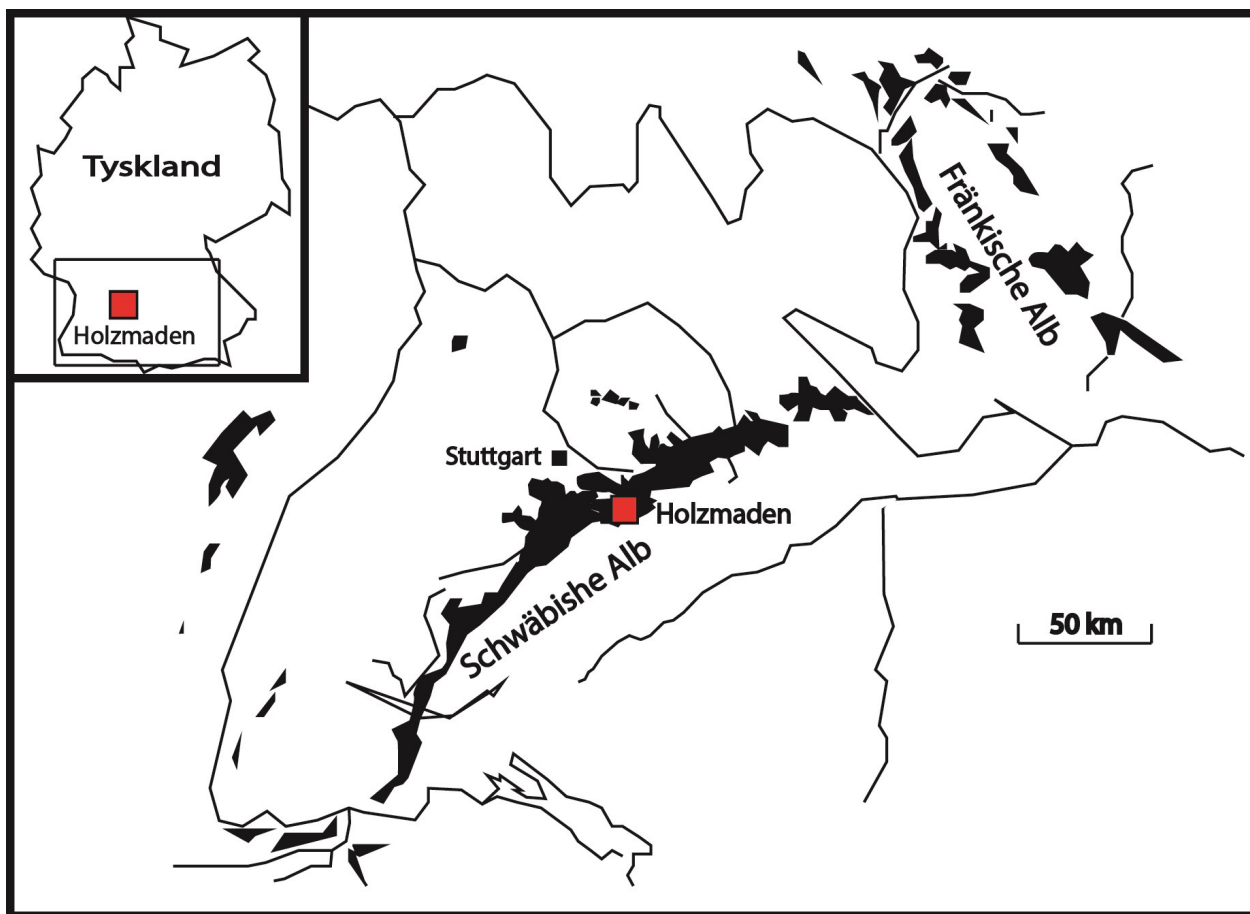 Tyskland
Holzmaden
Fränkische Alb
Stuttgart
Holzmaden
Schwäbishe Alb
50 km